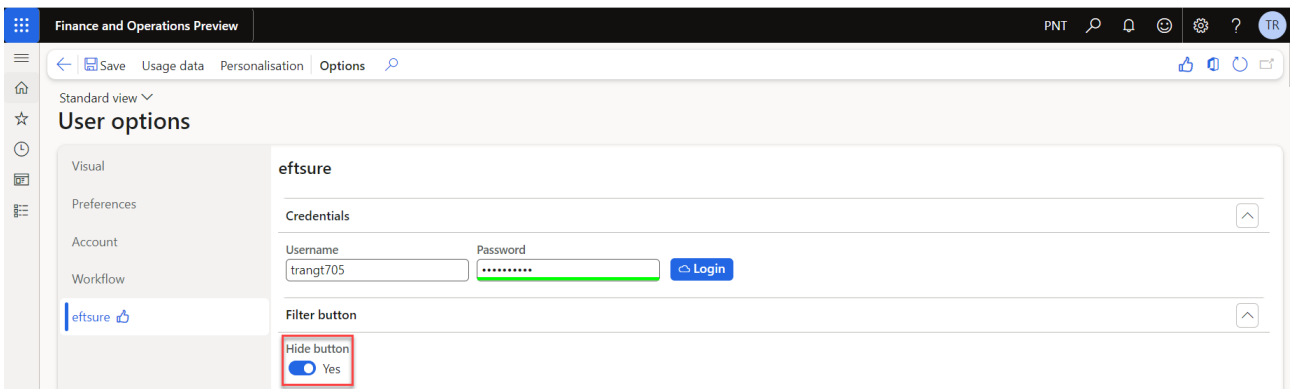 Finance and Operations Preview PNT ? TR
Save Usage data Personalisation Options
Standard view
User options
Visual
Preferences
Account
Workflow
eftsure
eftsure
Credentials
Username Password
trangt705 •••••••••• Login
Filter button
Hide button
Yes